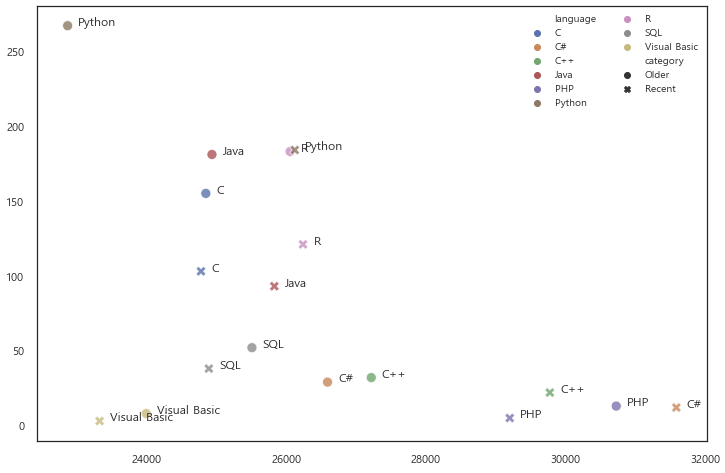 Python
250
200
150
100
50
0
Java
R
Python
C
R
C
Java
SQL
SQL
C#
C++
C++
PHP
PHP
C#
Visual Basic
Visual Basic
24000
26000
28000
30000
32000
language
C
C#
C++
Java
PHP
Python
R
SQL
Visual Basic
category
Older
Recent